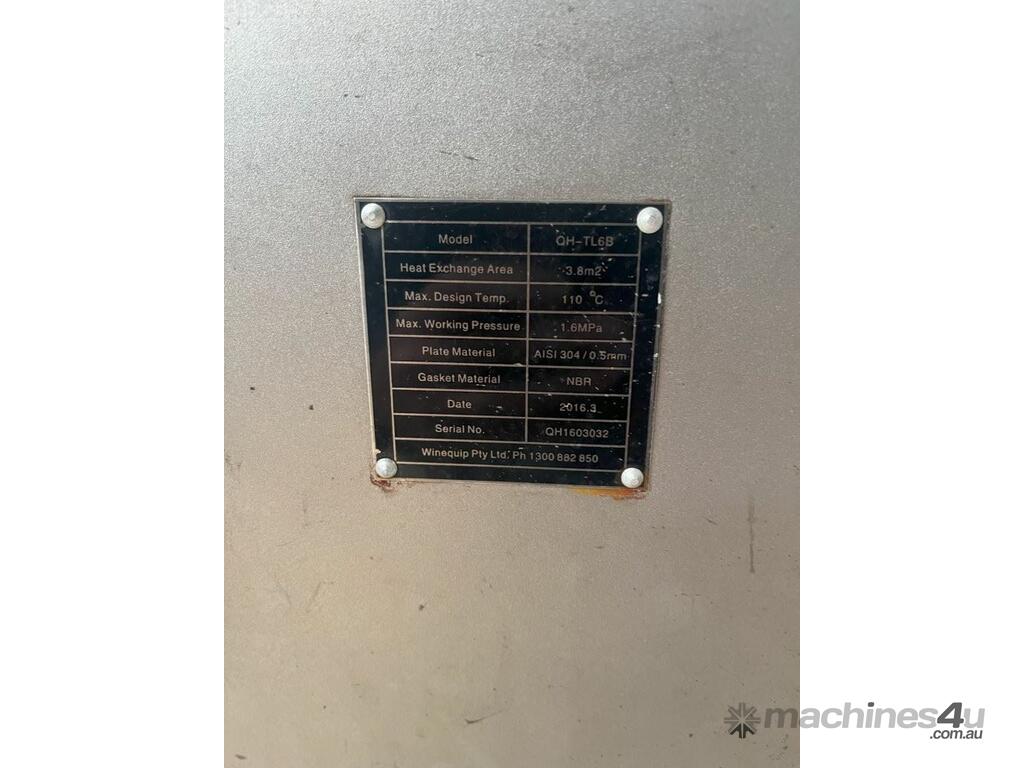 Model QH-TL6B
Heat Exchange Area 3.8m2
Max. Design Temp. 110 °C
Max. Working Pressure 1.6MPa
Plate Material AISI 304 / 0.5mm
Gasket Material NBR
Date 2016.3
Serial No. QH1603032
Winequip Pty Ltd. Ph 1300 882 850
machines4u
.com.au